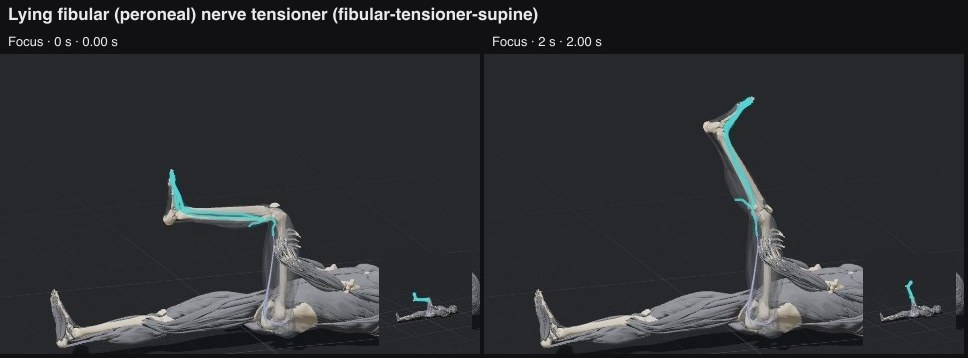 Lying fibular (peroneal) nerve tensioner (fibular-tensioner-supine)
Focus · 0 s · 0.00 s
Focus · 2 s · 2.00 s